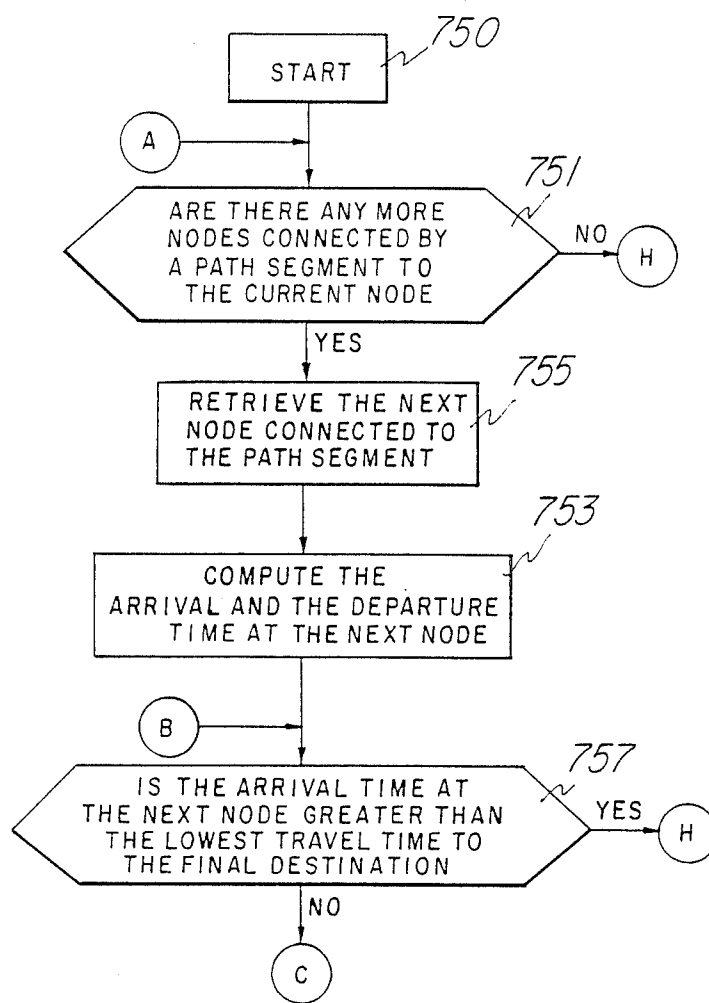 750
START
A
751
ARE THERE ANY MORE
NODES CONNECTED BY
A PATH SEGMENT TO
THE CURRENT NODE
NO
H
YES
755
RETRIEVE THE NEXT
NODE CONNECTED TO
THE PATH SEGMENT
753
COMPUTE THE
ARRIVAL AND THE DEPARTURE
TIME AT THE NEXT NODE
B
757
IS THE ARRIVAL TIME AT
THE NEXT NODE GREATER THAN
THE LOWEST TRAVEL TIME TO
THE FINAL DESTINATION
YES
H
NO
C